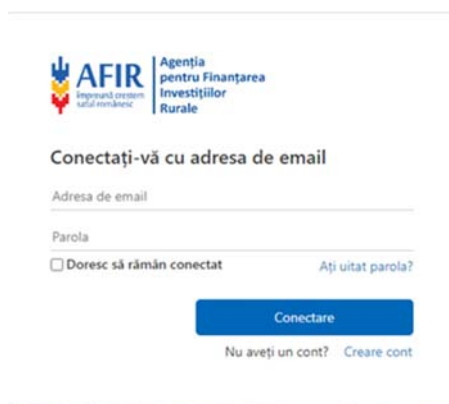 AFIR
împreună creștem
satul românesc
Agenția
pentru Finanțarea
Investițiilor
Rurale
Conectați-vă cu adresa de email
Adresa de email
Parola
Doresc să rămân conectat Ați uitat parola?
Conectare
Nu aveți un cont? Creare cont